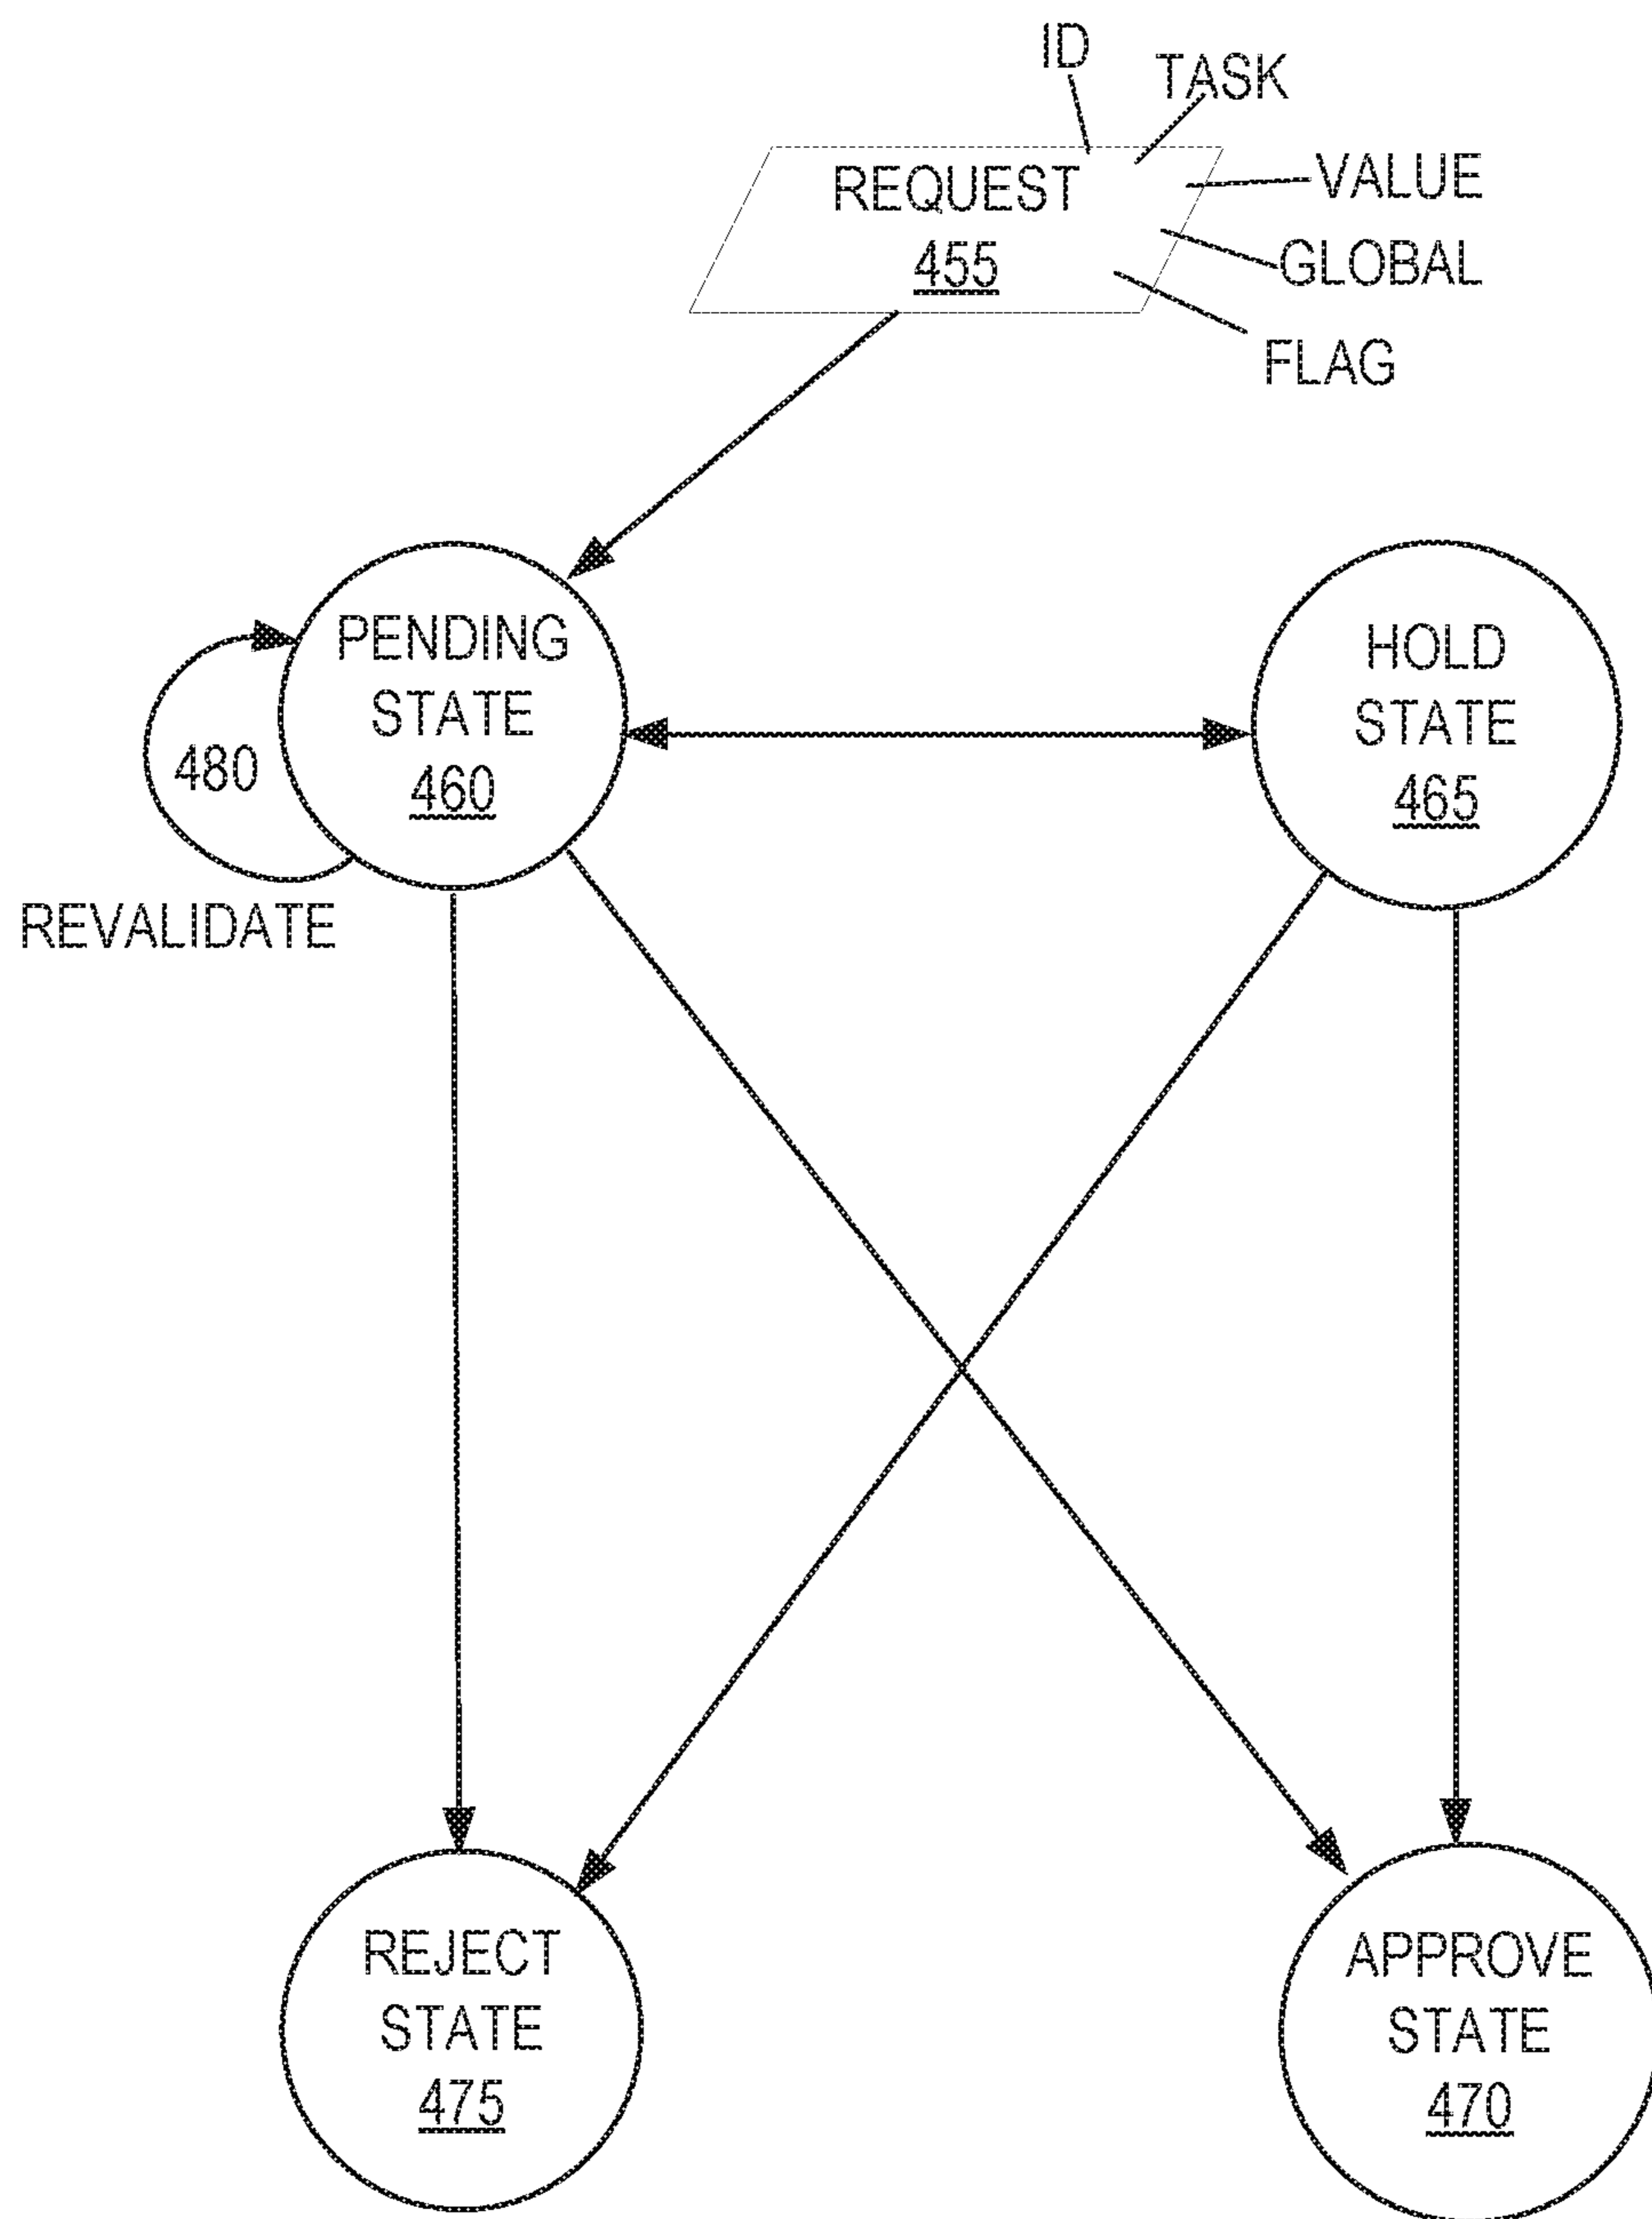 ID
TASK
REQUEST
455
VALUE
GLOBAL
FLAG
PENDING
STATE
460
480
REVALIDATE
HOLD
STATE
465
REJECT
STATE
475
APPROVE
STATE
470